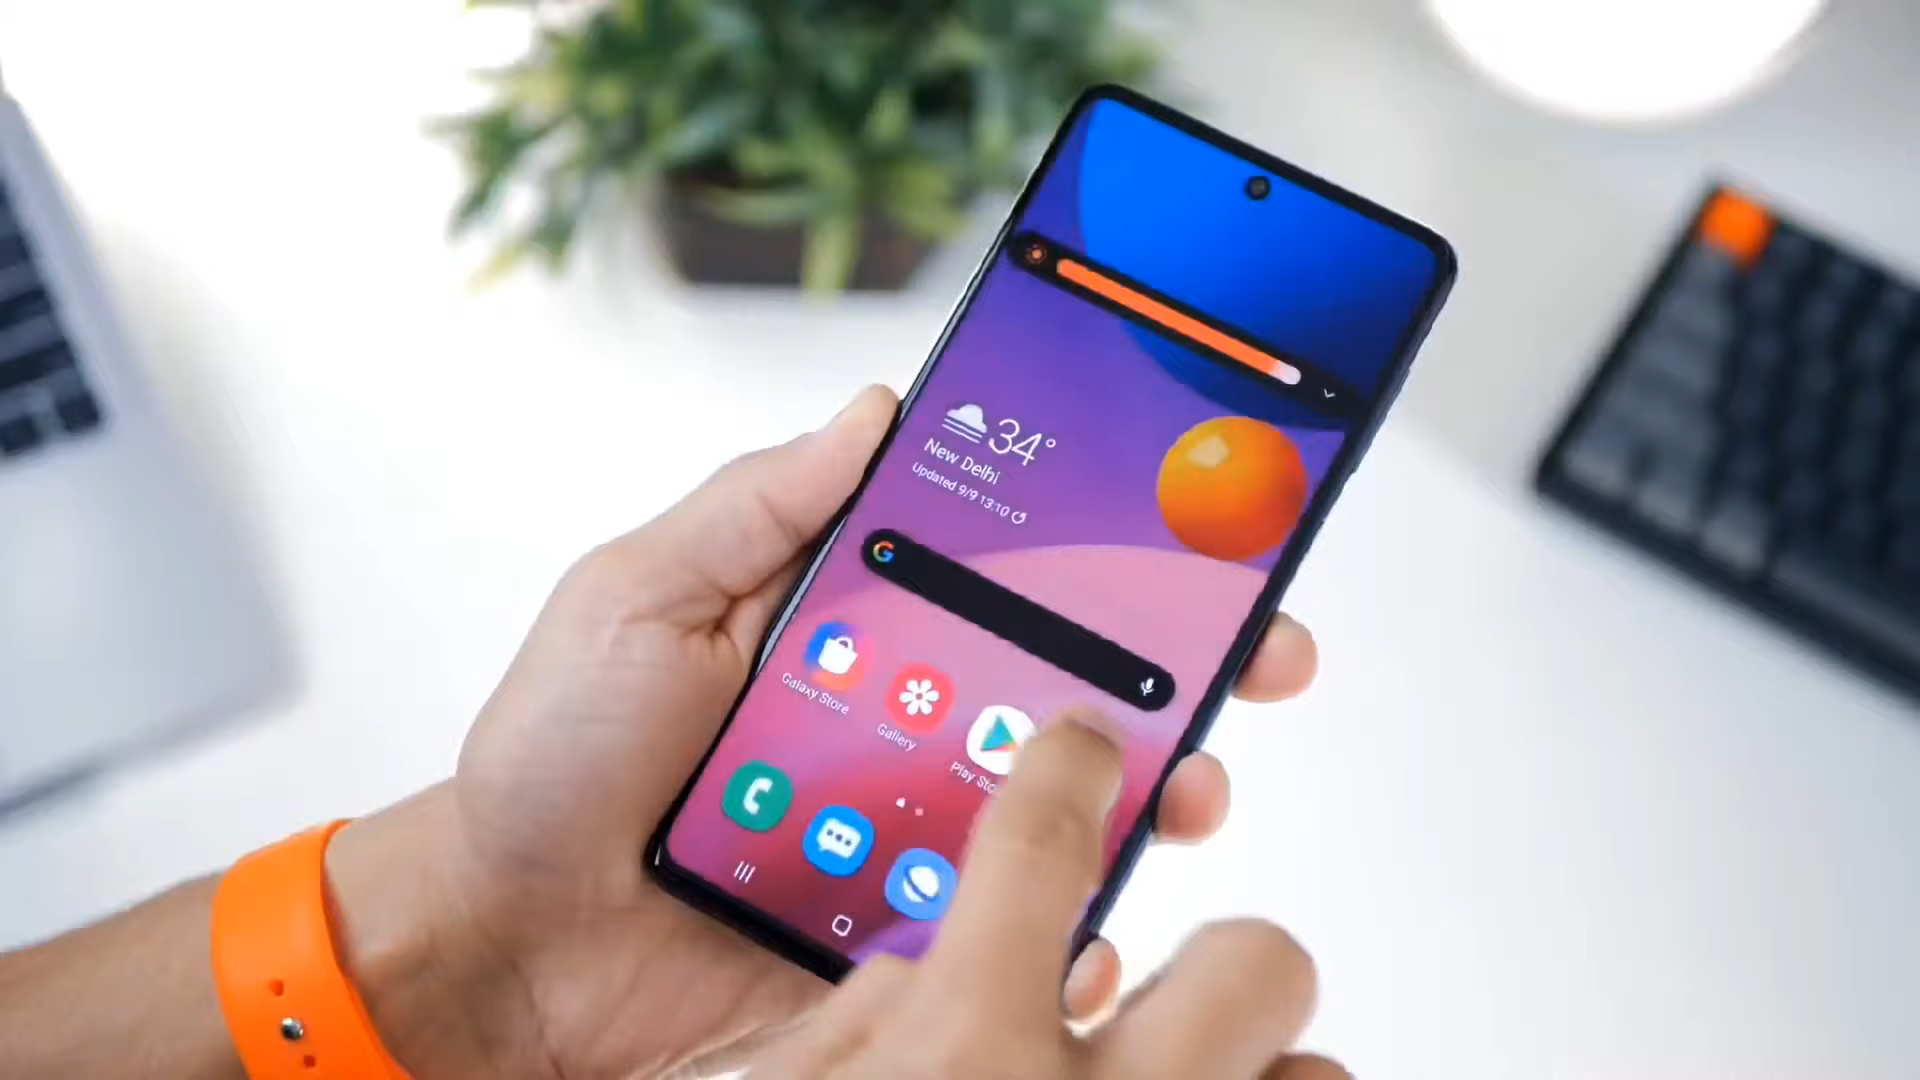 34°
New Delhi
Updated 9/9 13:10
G
Galaxy Store
Gallery
Play Sto